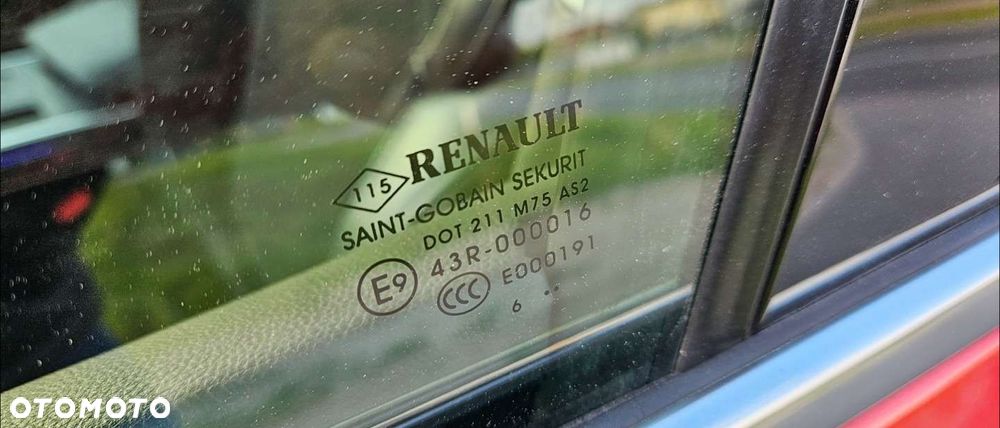 RENAULT
115
SAINT-GOBAIN SEKURIT
DOT 211 M75 AS2
E9 43R-000016
CCC E000191
6 ..
OTOMOTO